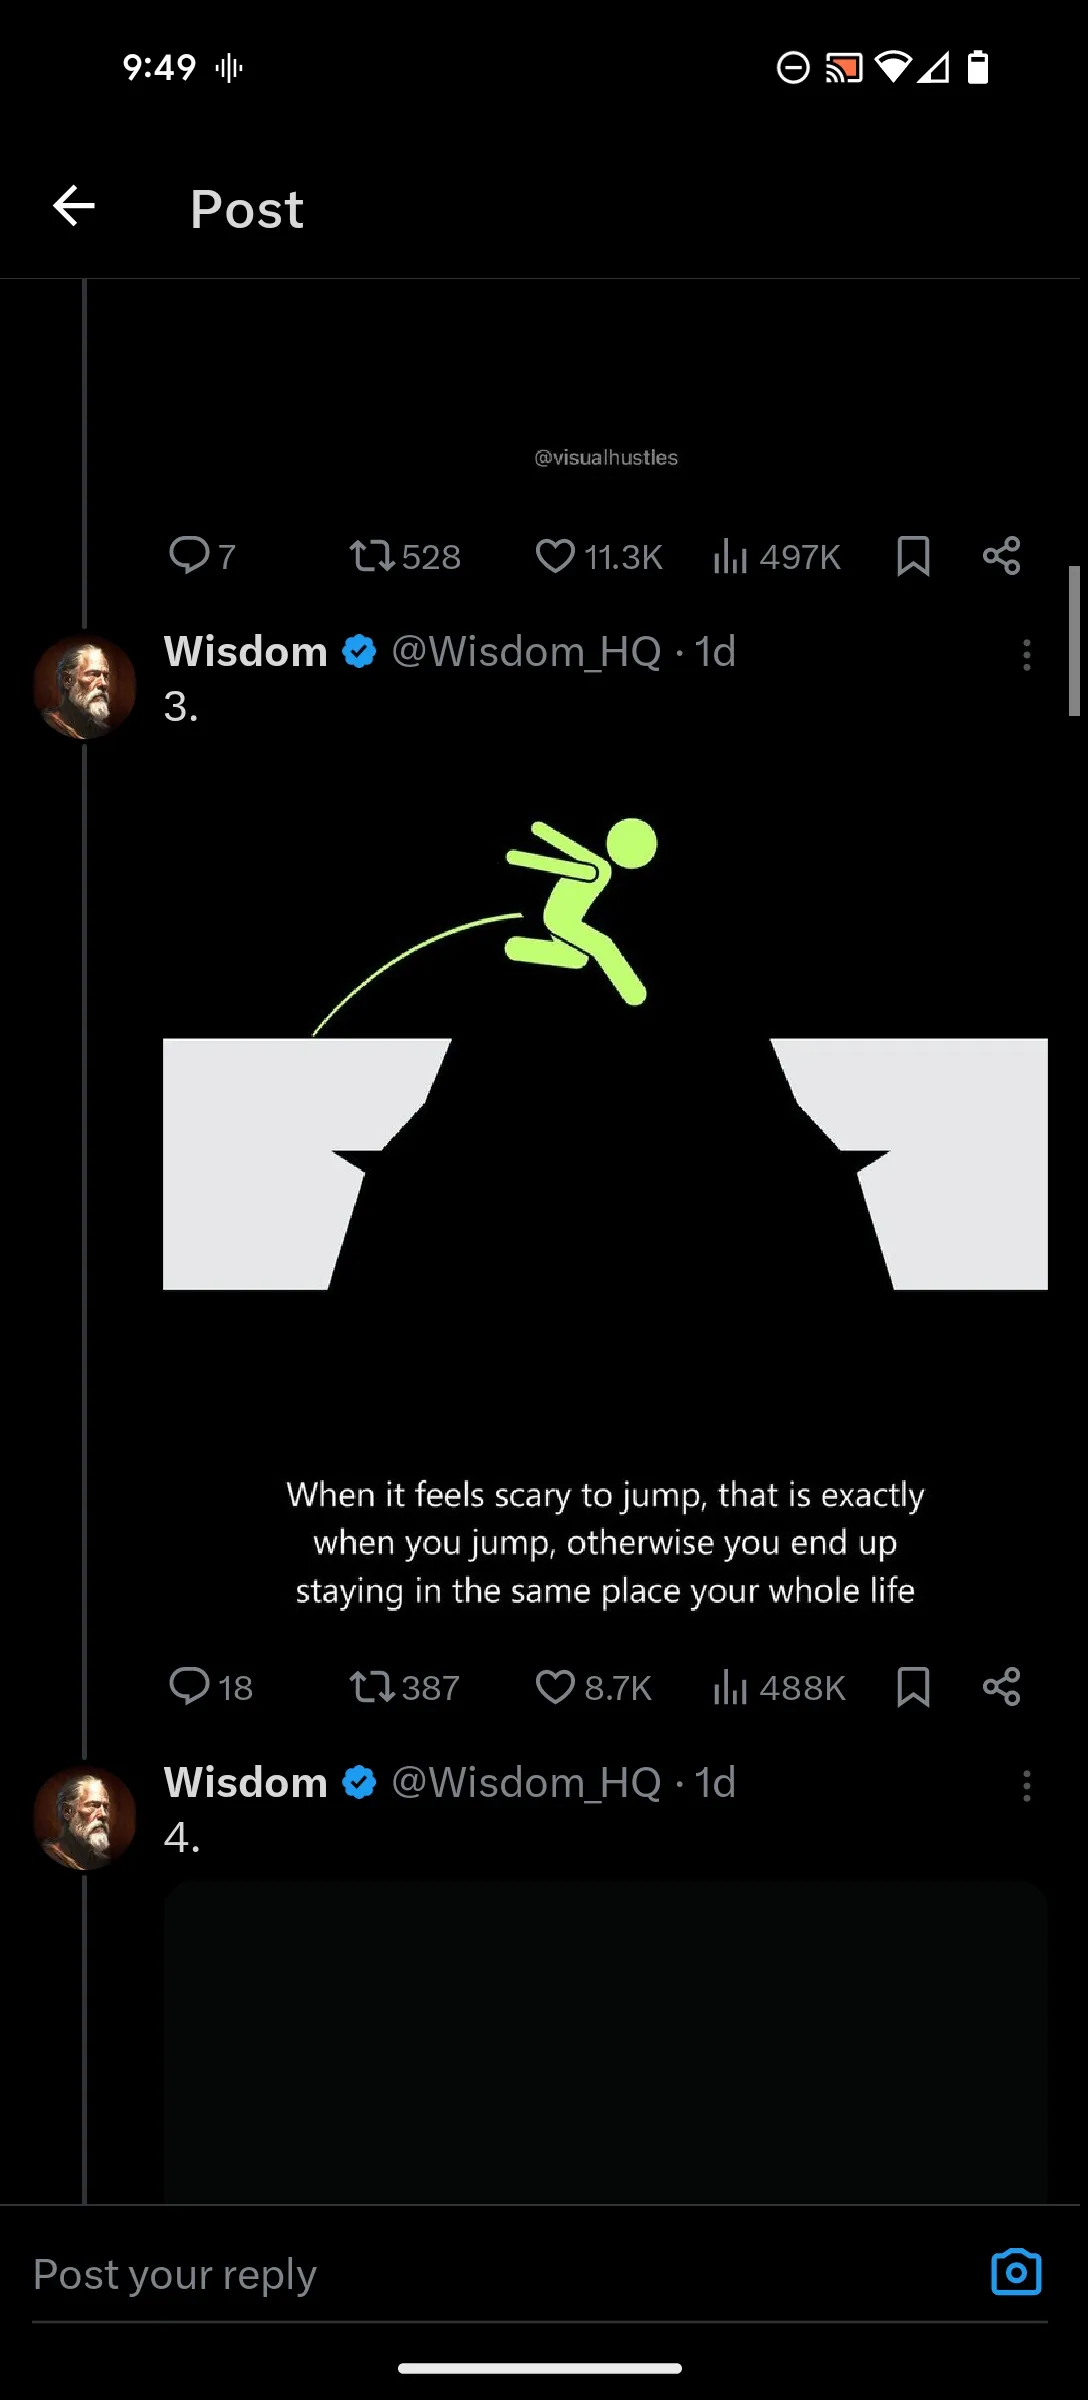 9:49
Post
@visualhustles
7 528 11.3K 497K
Wisdom @Wisdom_HQ · 1d
3.
When it feels scary to jump, that is exactly
when you jump, otherwise you end up
staying in the same place your whole life
18 387 8.7K 488K
Wisdom @Wisdom_HQ · 1d
4.
Post your reply